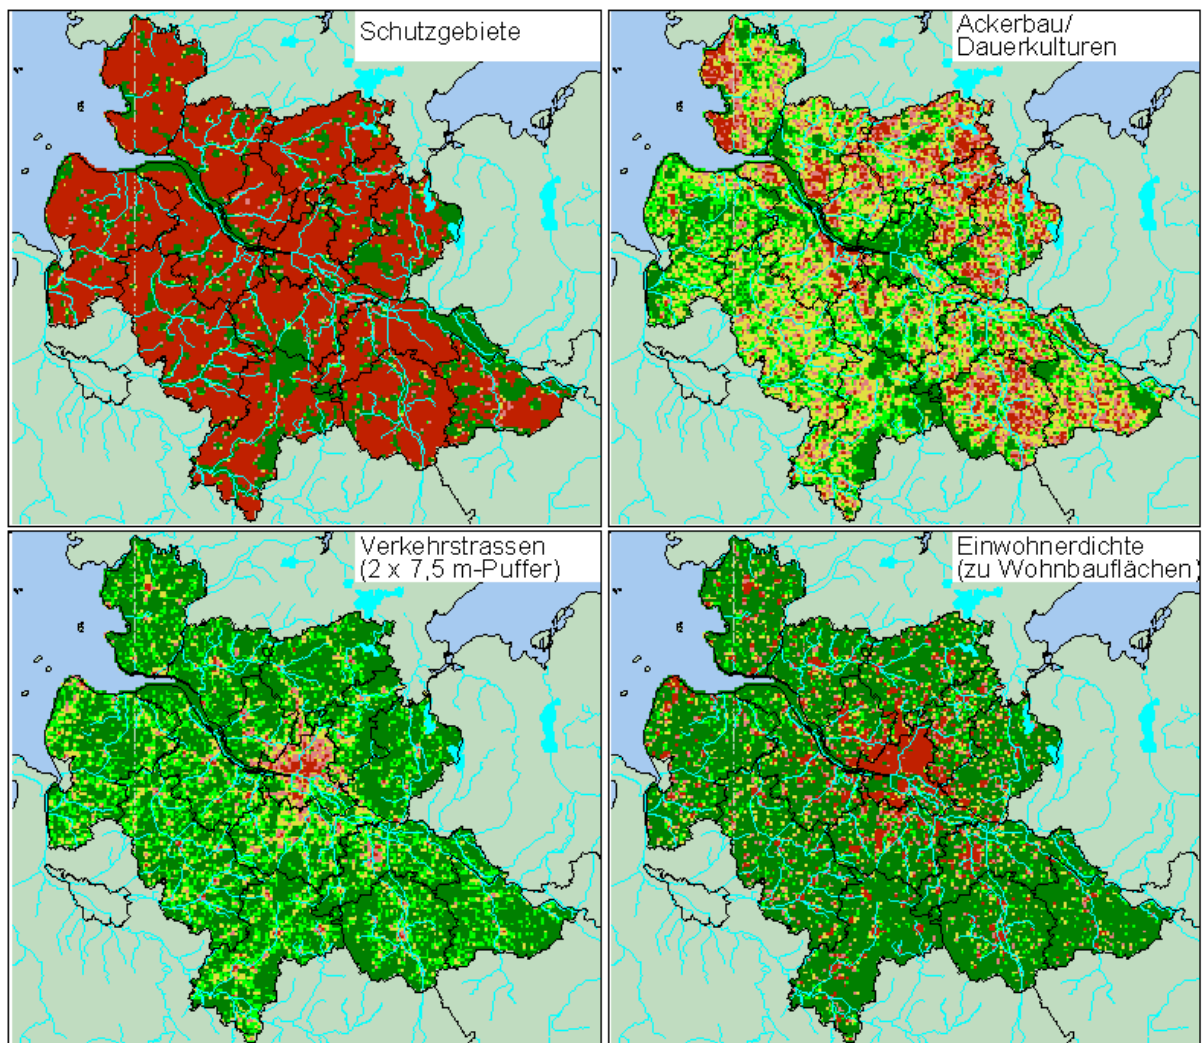 Schutzgebiete
Ackerbau/
Dauerkulturen
Verkehrstrassen
(2 x 7,5 m-Puffer)
Einwohnerdichte
(zu Wohnbauflächen)